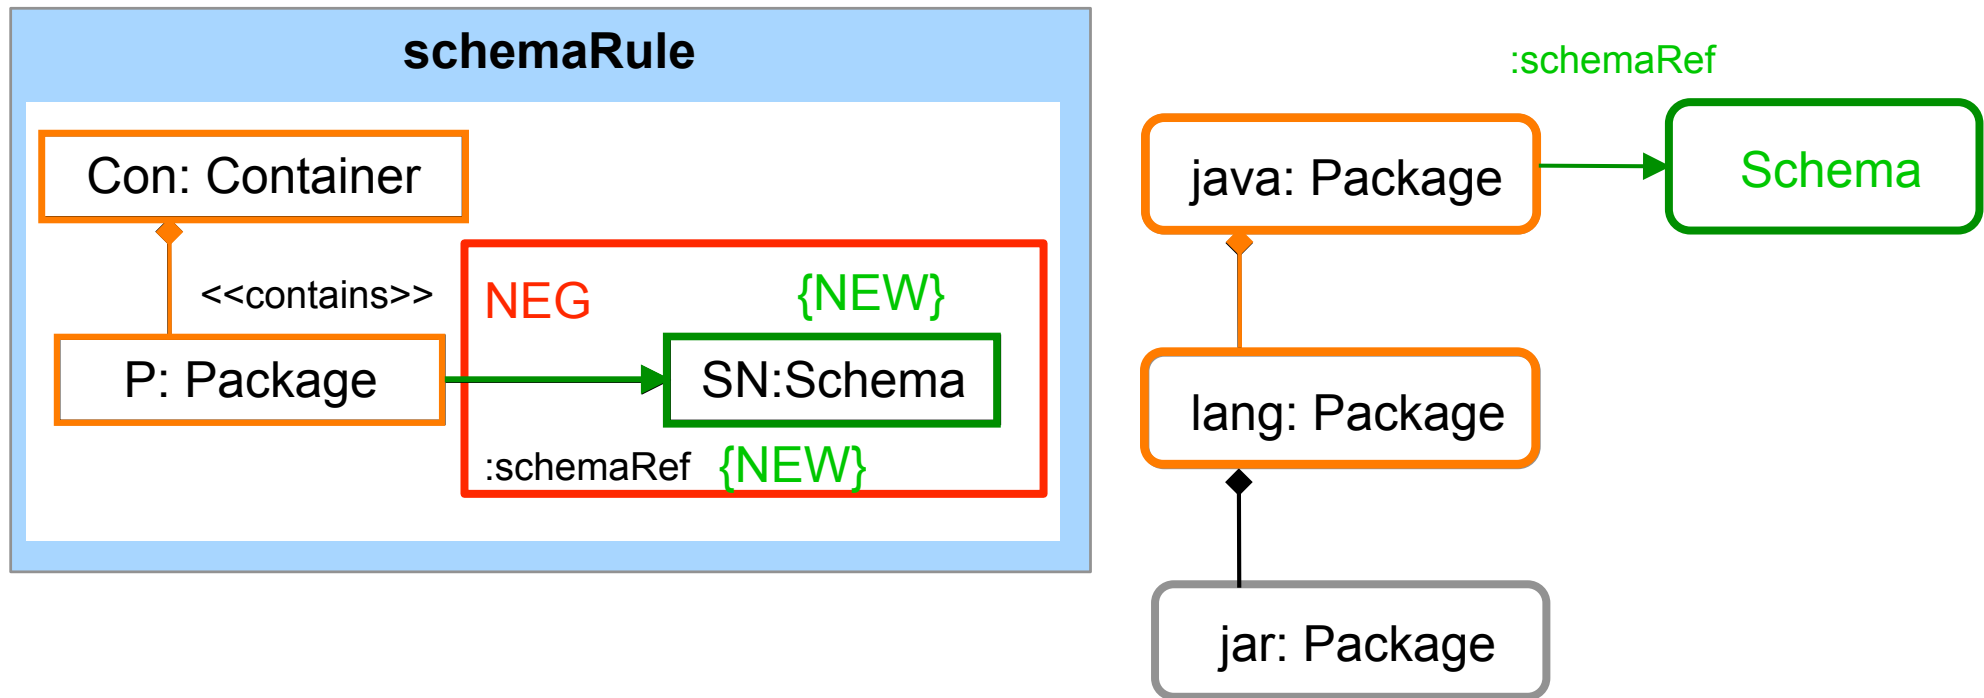 schemaRule
Con: Container
<<contains>>
NEG
{NEW}
P: Package
SN:Schema
:schemaRef {NEW}
:schemaRef
java: Package
Schema
lang: Package
jar: Package